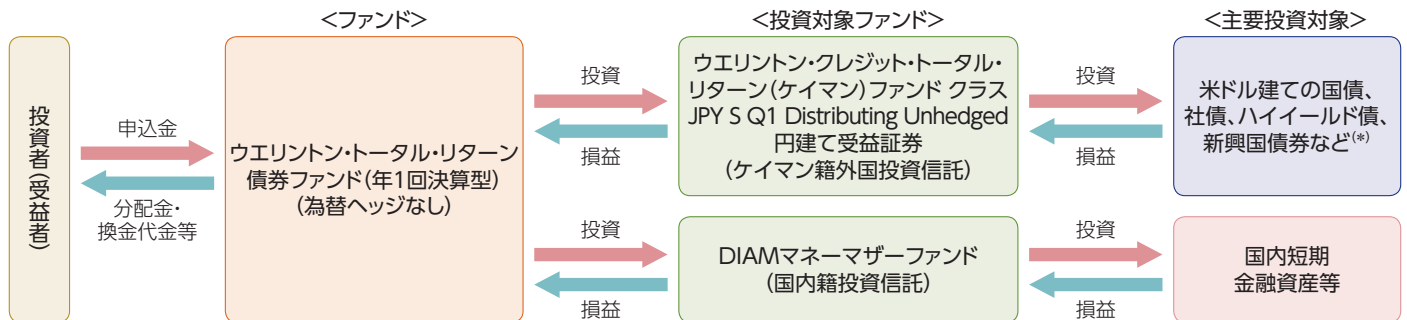 <ファンド>
<投資対象ファンド>
<主要投資対象>
投資者(受益者)
申込金
分配金・
換金代金等
ウエリントン・トータル・リターン
債券ファンド(年1回決算型)
(為替ヘッジなし)
投資
損益
ウエリントン・クレジット・トータル・
リターン(ケイマン)ファンド クラス
JPY S Q1 Distributing Unhedged
円建て受益証券
(ケイマン籍外国投資信託)
投資
損益
米ドル建ての国債、
社債、ハイイールド債、
新興国債券など(*)
投資
損益
DIAMマネーマザーファンド
(国内籍投資信託)
投資
損益
国内短期
金融資産等